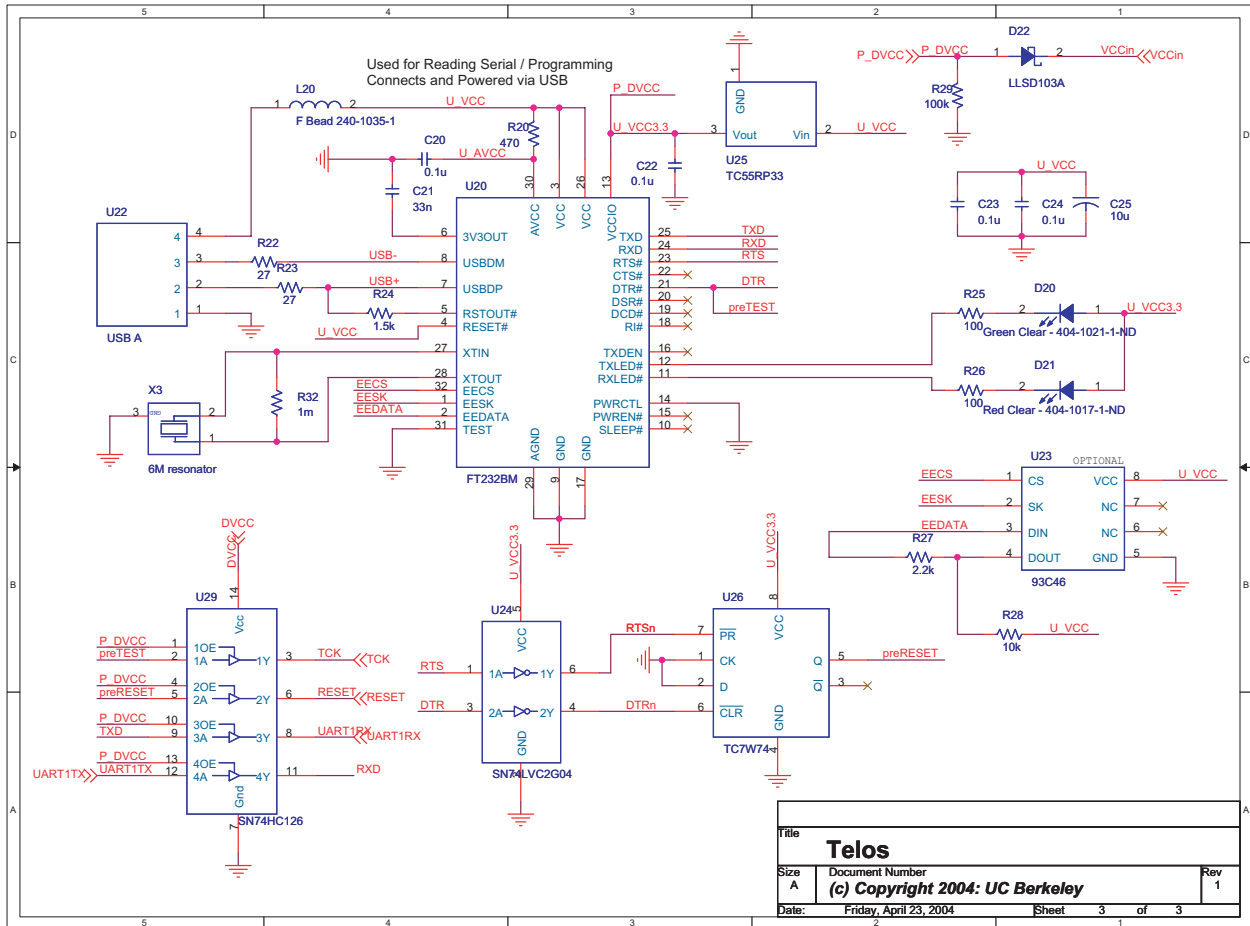 5 4 3 2 1
D
C
B
A
Used for Reading Serial / Programming
Connects and Powered via USB
L20
1 2
F Bead 240-1035-1
U_VCC
R20
470
C20
0.1u
U_AVCC
C21
33n
P_DVCC
U_VCC3.3
C22
0.1u
1
GND
3 Vout Vin 2
U_VCC
U25
TC55RP33
P_DVCC P_DVCC
D22
1 2
LLSD103A
VCCin VCCin
R29
100k
U_VCC
C23
0.1u
C24
0.1u
C25
10u
U22
4 4
3 3
2 2
1 1
USB A
R22
27
R23
27
USB-
USB+
R24
1.5k
U_VCC
U20
30 3 26 13
AVCC VCC VCC VCCIO
6 3V3OUT
8 USBDM
7 USBDP
5 RSTOUT#
4 RESET#
27 XTIN
28 XTOUT
EECS 32 EECS
EESK 1 EESK
EEDATA 2 EEDATA
31 TEST
TXD 25 TXD
RXD 24 RXD
RTS# 23 RTS
CTS# 22
DTR# 21 DTR
DSR# 20
DCD# 19
RI# 18
preTEST
TXDEN 16
TXLED# 12
RXLED# 11
PWRCTL 14
PWREN# 15
SLEEP# 10
AGND GND GND
29 9 17
FT232BM
X3
3 GND 2
1
6M resonator
R32
1m
R25
100
D20
2 1
U_VCC3.3
Green Clear - 404-1021-1-ND
R26
100
D21
2 1
Red Clear - 404-1017-1-ND
U23
OPTIONAL
EECS 1 CS VCC 8 U_VCC
EESK 2 SK NC 7
EEDATA 3 DIN NC 6
4 DOUT GND 5
93C46
R27
2.2k
R28
10k
U_VCC
DVCC
DVCC
14
U29
Vcc
P_DVCC 1 1OE
preTEST 2 1A 1Y 3 TCK TCK
P_DVCC 4 2OE
preRESET 5 2A 2Y 6 RESET RESET
P_DVCC 10 3OE
TXD 9 3A 3Y 8 UART1RX UART1RX
P_DVCC 13 4OE
UART1TX UART1TX 12 4A 4Y 11 RXD
Gnd
7
SN74HC126
U_VCC3.3
U24
5
VCC
RTS 1 1A 1Y 6 RTSn
DTR 3 2A 2Y 4 DTRn
GND
SN74LVC2G04
U_VCC3.3
U26
8
VCC
7 PR
1 CK Q 5 preRESET
2 D Q 3
6 CLR
GND
4
TC7W74
Title
Telos
Size
A
Document Number
(c) Copyright 2004: UC Berkeley
Rev
1
Date: Friday, April 23, 2004 Sheet 3 of 3
5 4 3 2 1
D
C
B
A